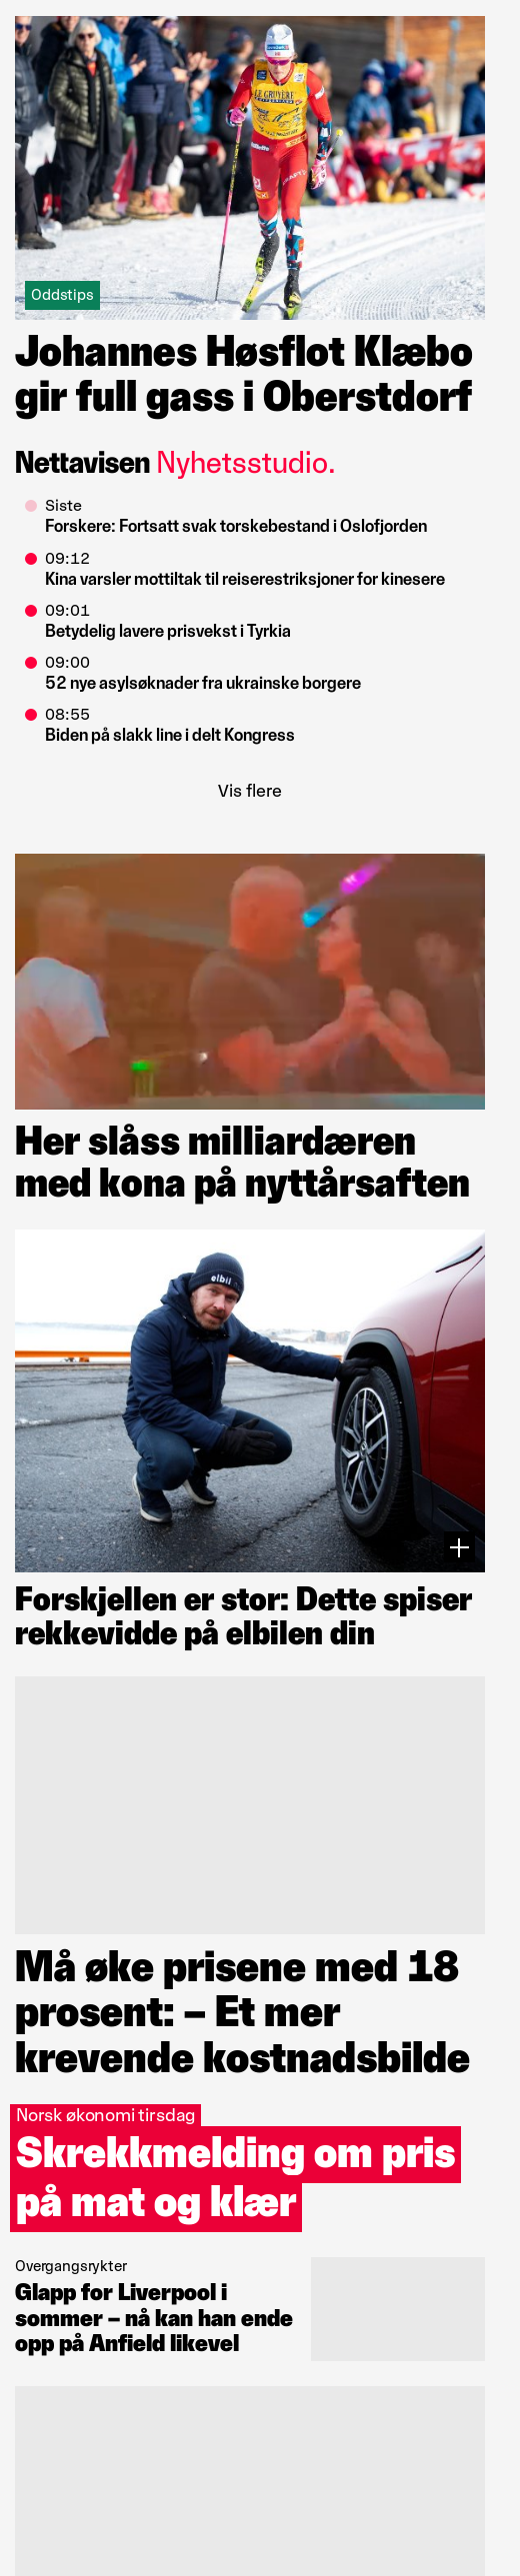 LE GRUYÈRE
Oddstips
Johannes Høsflot Klæbo
gir full gass i Oberstdorf
Nettavisen Nyhetsstudio.
Siste
Forskere: Fortsatt svak torskebestand i Oslofjorden
09:12
Kina varsler mottiltak til reiserestriksjoner for kinesere
09:01
Betydelig lavere prisvekst i Tyrkia
09:00
52 nye asylsøknader fra ukrainske borgere
08:55
Biden på slakk line i delt Kongress
Vis flere
Her slåss milliardæren
med kona på nyttårsaften
elbil
Forskjellen er stor: Dette spiser
rekkevidde på elbilen din
Må øke prisene med 18
prosent: – Et mer
krevende kostnadsbilde
Norsk økonomi tirsdag
Skrekkmelding om pris
på mat og klær
Overgangsrykter
Glapp for Liverpool i
sommer – nå kan han ende
opp på Anfield likevel